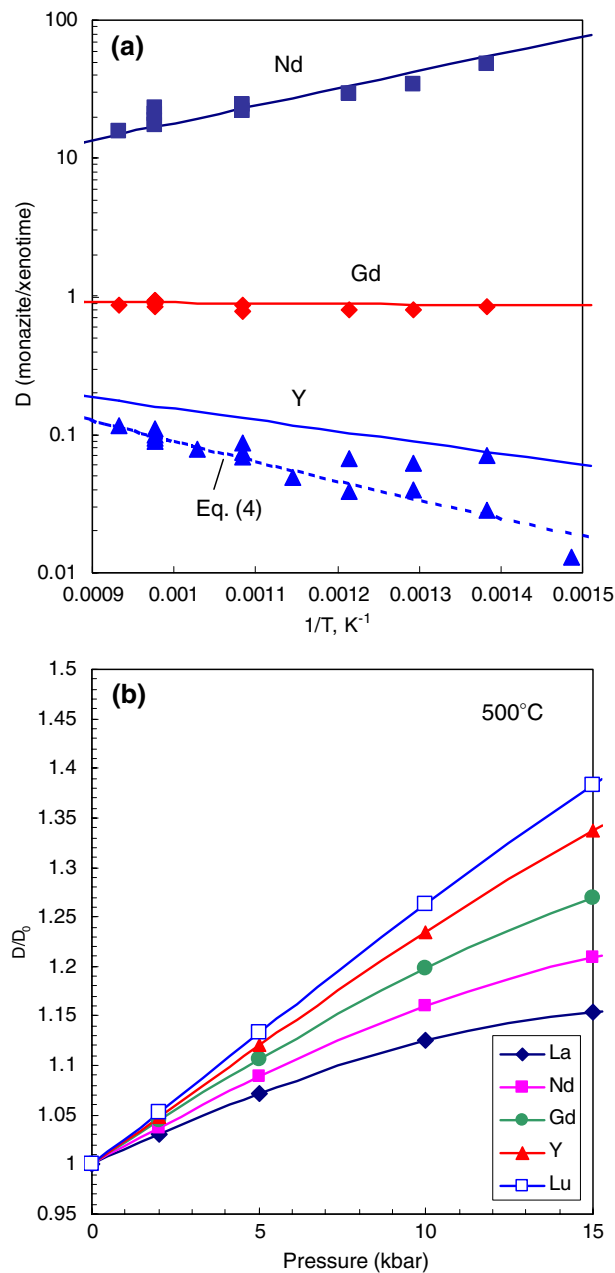 100
(a)
Nd
10
D (monazite/xenotime)
Gd
1
Y
0.1
Eq. (4)
0.01
0.0009 0.001 0.0011 0.0012 0.0013 0.0014 0.0015
1/T, K⁻¹
1.5
(b)
500°C
1.45
1.4
1.35
1.3
1.25
D/D₀
1.2
1.15
1.1
1.05
1
0.95
La
Nd
Gd
Y
Lu
0 5 10 15
Pressure (kbar)